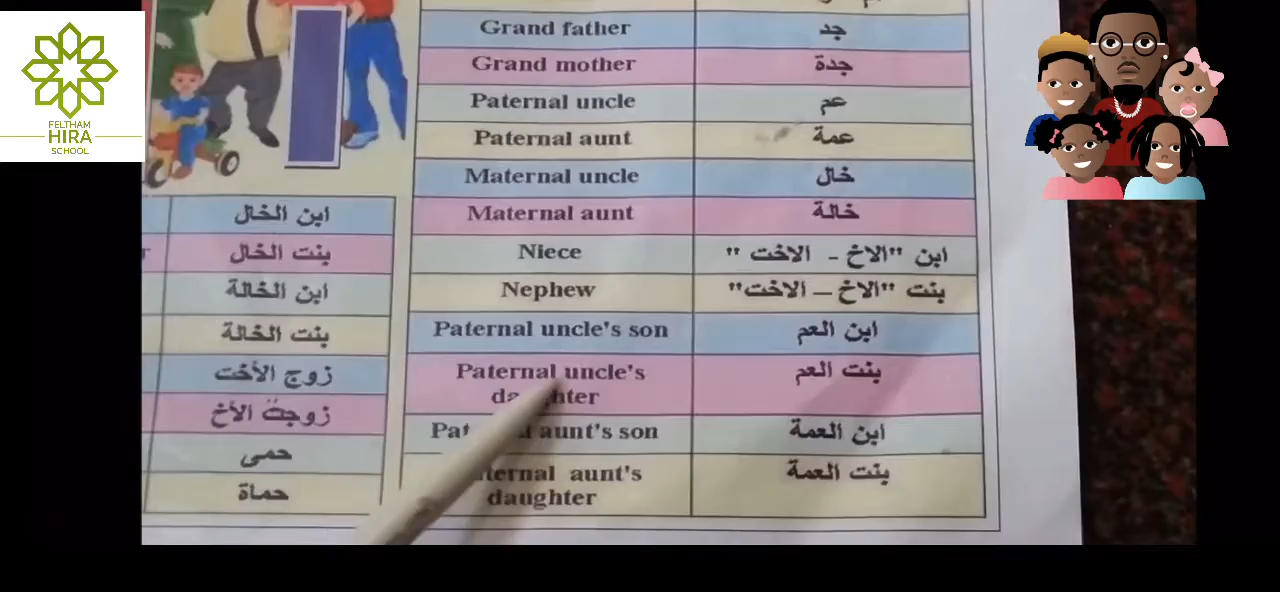 FELTHAM
HIRA
SCHOOL
Grand father جد
Grand mother جدة
Paternal uncle عم
Paternal aunt عمة
Maternal uncle خال
Maternal aunt خالة
Niece ابن "الاخ - الاخت"
Nephew بنت "الاخ – الاخت"
Paternal uncle's son ابن العم
Paternal uncle's بنت العم
daughter
aunt's son ابن العمة
aunt's بنت العمة
daughter
ابن الخال
بنت الخال
ابن الخالة
بنت الخالة
زوج الأخت
زوجة الأخ
حمى
حماة